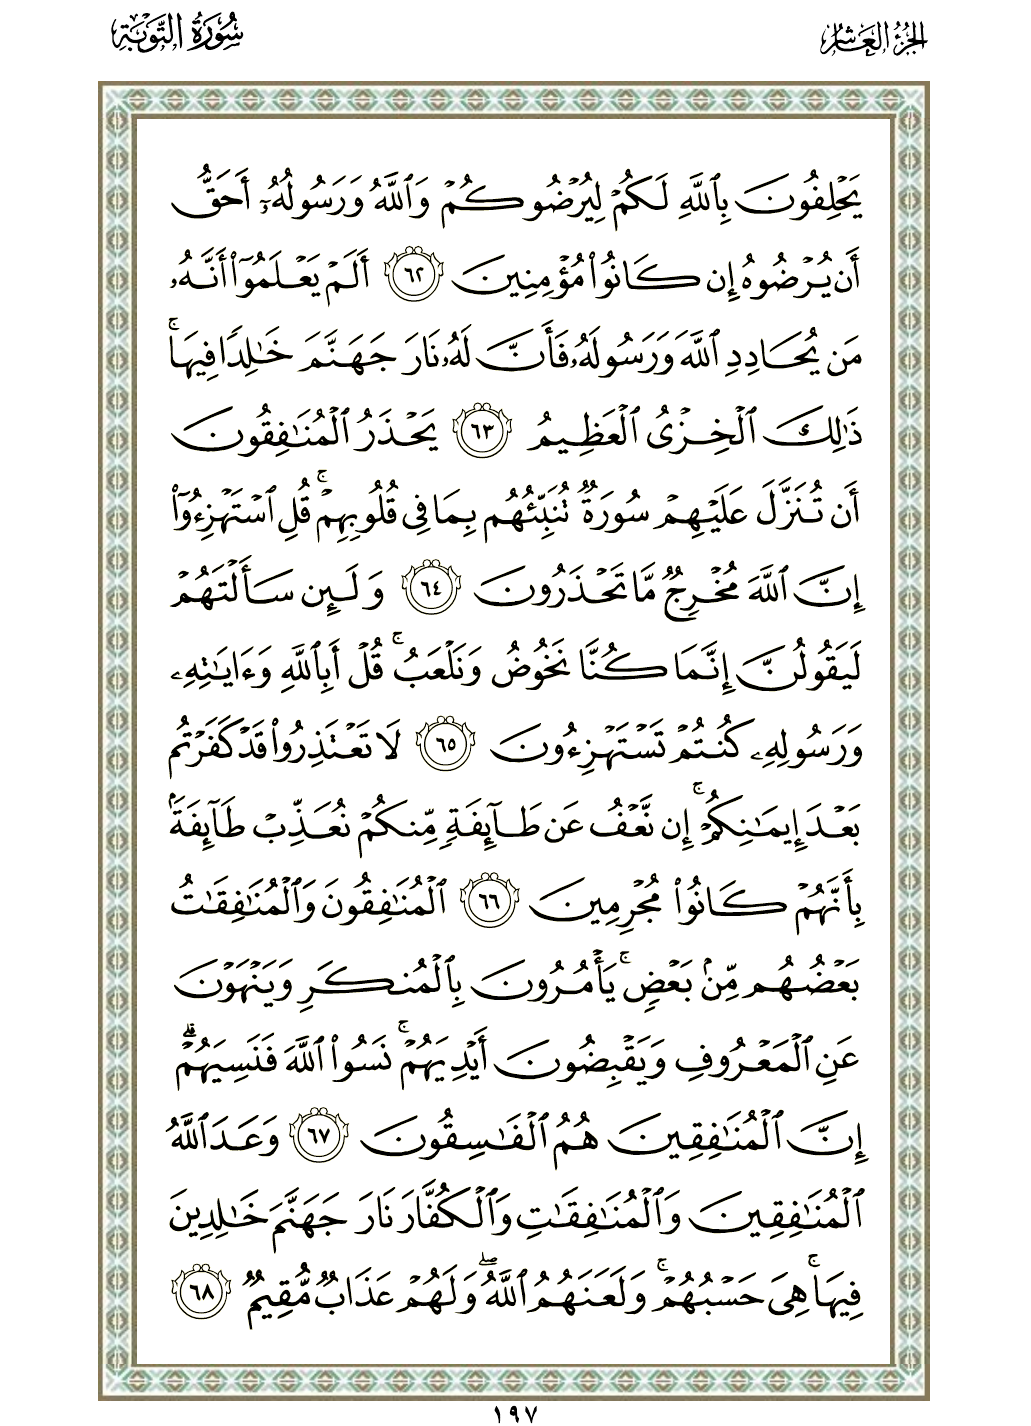 الجزء العاشر
سورة التوبة
يَحْلِفُونَ بِٱللَّهِ لَكُمْ لِيُرْضُوكُمْ وَٱللَّهُ وَرَسُولُهُۥٓ أَحَقُّ
أَن يُرْضُوهُ إِن كَانُوا۟ مُؤْمِنِينَ ٦٢ أَلَمْ يَعْلَمُوٓا۟ أَنَّهُۥ
مَن يُحَادِدِ ٱللَّهَ وَرَسُولَهُۥ فَأَنَّ لَهُۥ نَارَ جَهَنَّمَ خَٰلِدًا فِيهَا ۚ
ذَٰلِكَ ٱلْخِزْىُ ٱلْعَظِيمُ ٦٣ يَحْذَرُ ٱلْمُنَٰفِقُونَ
أَن تُنَزَّلَ عَلَيْهِمْ سُورَةٌ تُنَبِّئُهُم بِمَا فِى قُلُوبِهِمْ ۚ قُلِ ٱسْتَهْزِءُوٓا۟
إِنَّ ٱللَّهَ مُخْرِجٌ مَّا تَحْذَرُونَ ٦٤ وَلَئِن سَأَلْتَهُمْ
لَيَقُولُنَّ إِنَّمَا كُنَّا نَخُوضُ وَنَلْعَبُ ۚ قُلْ أَبِٱللَّهِ وَءَايَٰتِهِۦ
وَرَسُولِهِۦ كُنتُمْ تَسْتَهْزِءُونَ ٦٥ لَا تَعْتَذِرُوا۟ قَدْ كَفَرْتُم
بَعْدَ إِيمَٰنِكُمْ ۚ إِن نَّعْفُ عَن طَآئِفَةٍ مِّنكُمْ نُعَذِّبْ طَآئِفَةًۢ
بِأَنَّهُمْ كَانُوا۟ مُجْرِمِينَ ٦٦ ٱلْمُنَٰفِقُونَ وَٱلْمُنَٰفِقَٰتُ
بَعْضُهُم مِّنۢ بَعْضٍ ۚ يَأْمُرُونَ بِٱلْمُنكَرِ وَيَنْهَوْنَ
عَنِ ٱلْمَعْرُوفِ وَيَقْبِضُونَ أَيْدِيَهُمْ ۚ نَسُوا۟ ٱللَّهَ فَنَسِيَهُمْ ۗ
إِنَّ ٱلْمُنَٰفِقِينَ هُمُ ٱلْفَٰسِقُونَ ٦٧ وَعَدَ ٱللَّهُ
ٱلْمُنَٰفِقِينَ وَٱلْمُنَٰفِقَٰتِ وَٱلْكُفَّارَ نَارَ جَهَنَّمَ خَٰلِدِينَ
فِيهَا ۚ هِىَ حَسْبُهُمْ ۚ وَلَعَنَهُمُ ٱللَّهُ ۖ وَلَهُمْ عَذَابٌ مُّقِيمٌ ٦٨
١٩٧